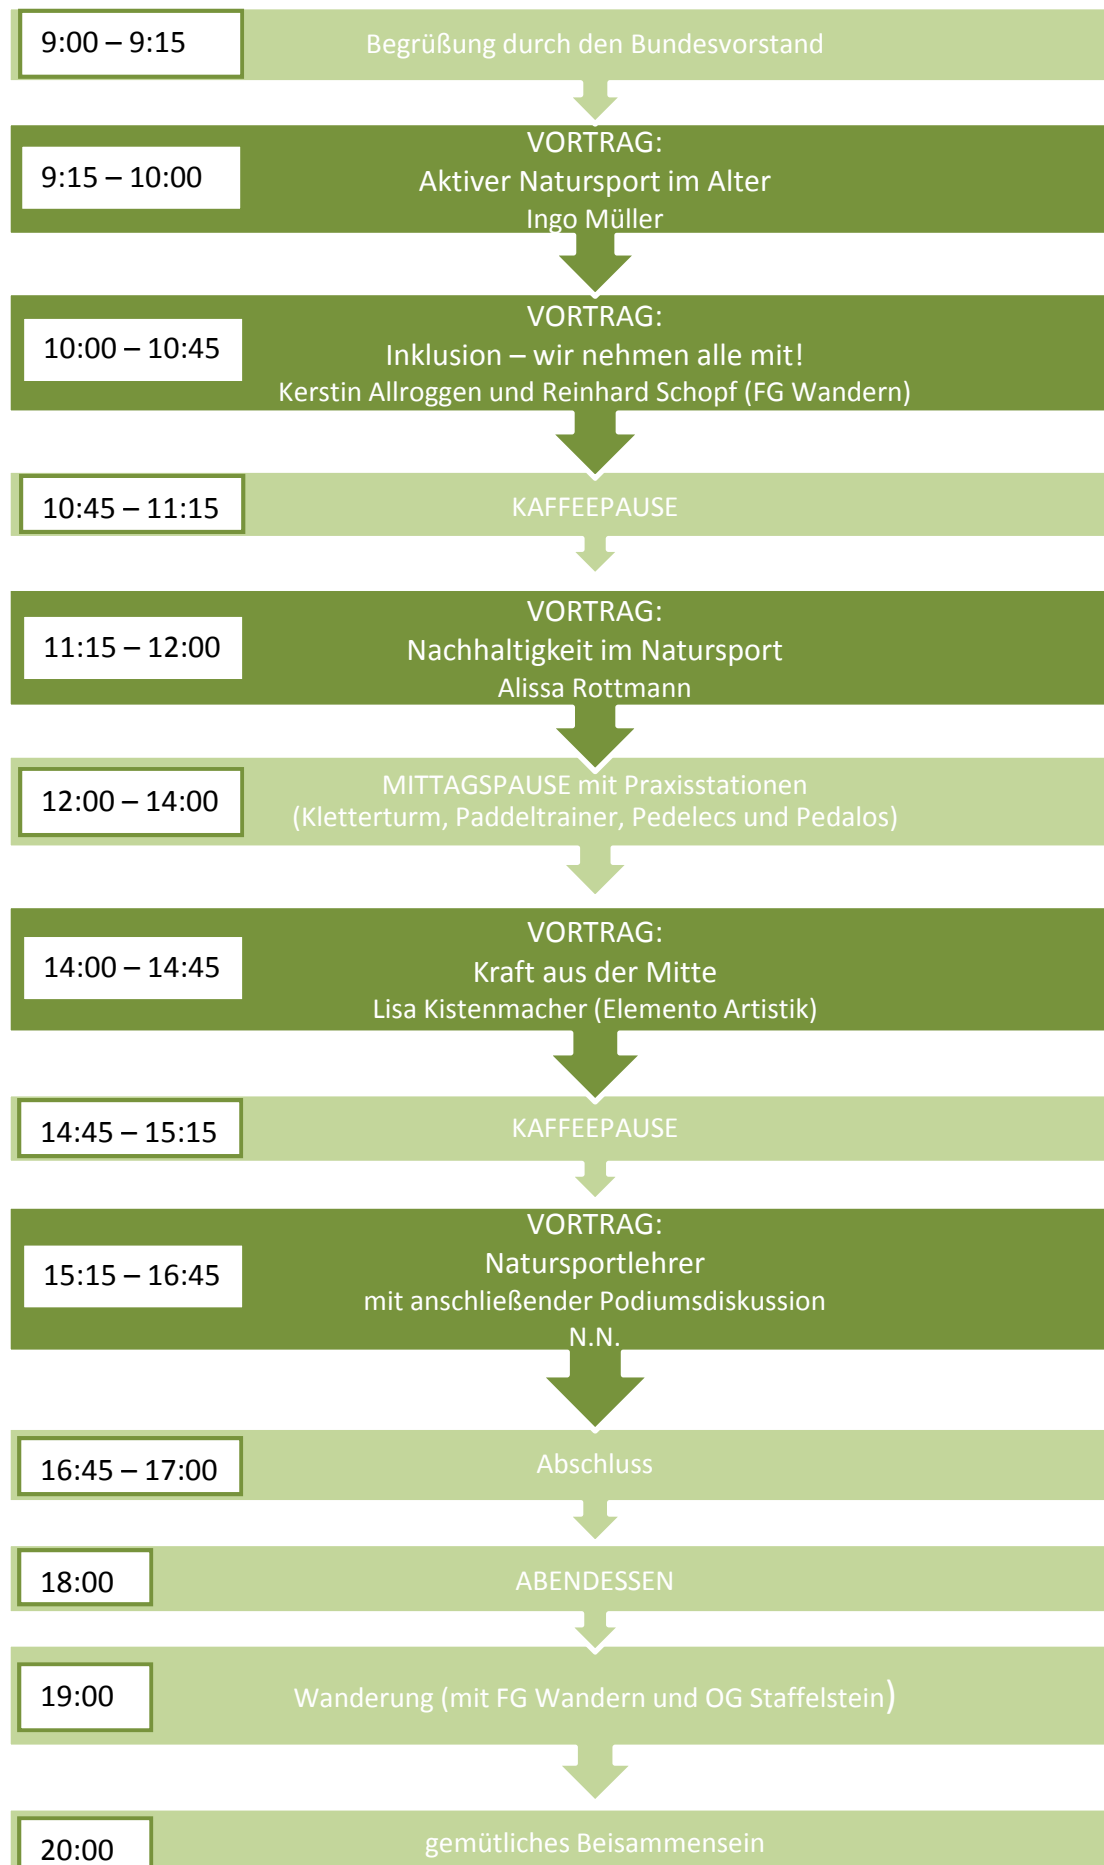 9:00 – 9:15
Begrüßung durch den Bundesvorstand
9:15 – 10:00
VORTRAG:
Aktiver Natursport im Alter
Ingo Müller
10:00 – 10:45
VORTRAG:
Inklusion – wir nehmen alle mit!
Kerstin Allroggen und Reinhard Schopf (FG Wandern)
10:45 – 11:15
KAFFEEPAUSE
11:15 – 12:00
VORTRAG:
Nachhaltigkeit im Natursport
Alissa Rottmann
12:00 – 14:00
MITTAGSPAUSE mit Praxisstationen
(Kletterturm, Paddeltrainer, Pedelecs und Pedalos)
14:00 – 14:45
VORTRAG:
Kraft aus der Mitte
Lisa Kistenmacher (Elemento Artistik)
14:45 – 15:15
KAFFEEPAUSE
15:15 – 16:45
VORTRAG:
Natursportlehrer
mit anschließender Podiumsdiskussion
N.N.
16:45 – 17:00
Abschluss
18:00
ABENDESSEN
19:00
Wanderung (mit FG Wandern und OG Staffelstein)
20:00
gemütliches Beisammensein